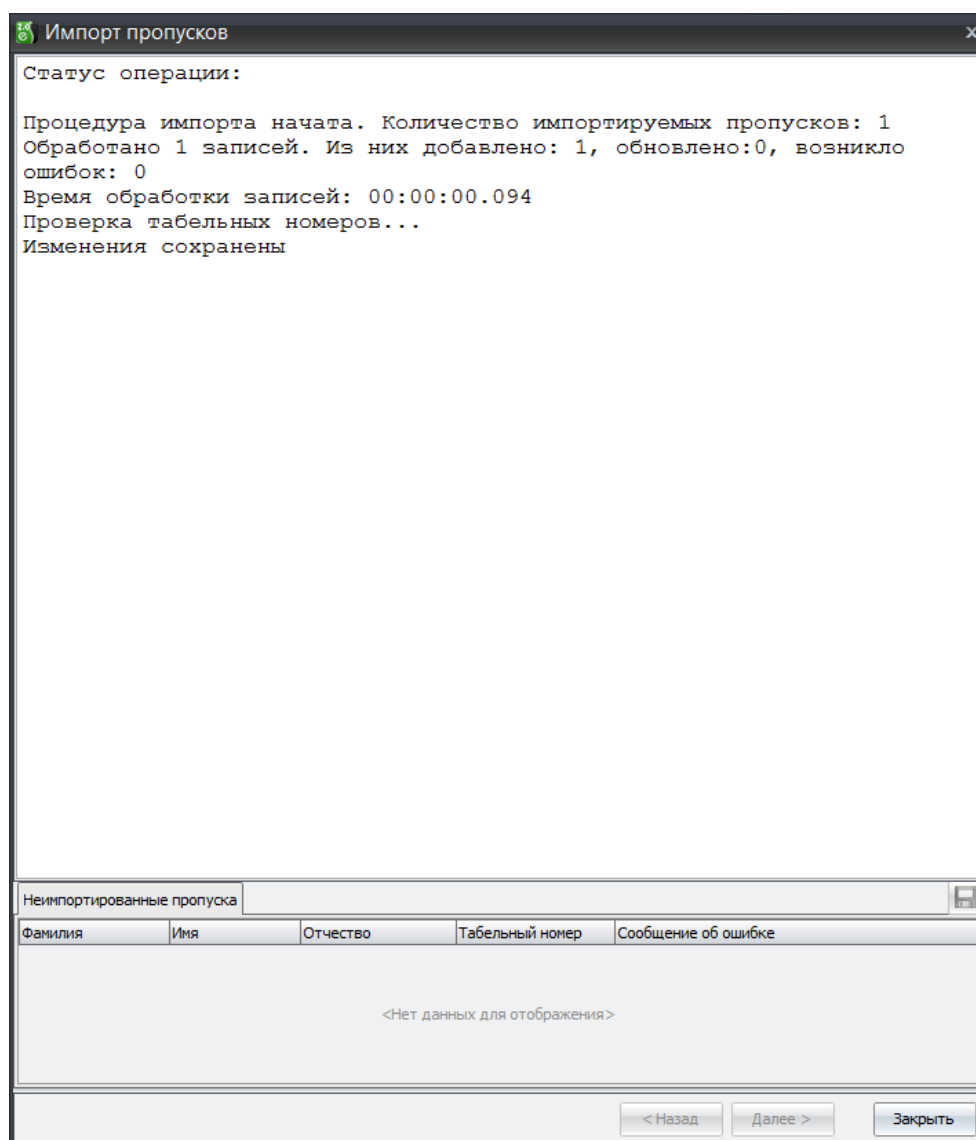 Импорт пропусков
Статус операции:
Процедура импорта начата. Количество импортируемых пропусков: 1
Обработано 1 записей. Из них добавлено: 1, обновлено:0, возникло
ошибок: 0
Время обработки записей: 00:00:00.094
Проверка табельных номеров...
Изменения сохранены
Неимпортированные пропуска
Фамилия Имя Отчество Табельный номер Сообщение об ошибке
<Нет данных для отображения>
< Назад Далее > Закрыть